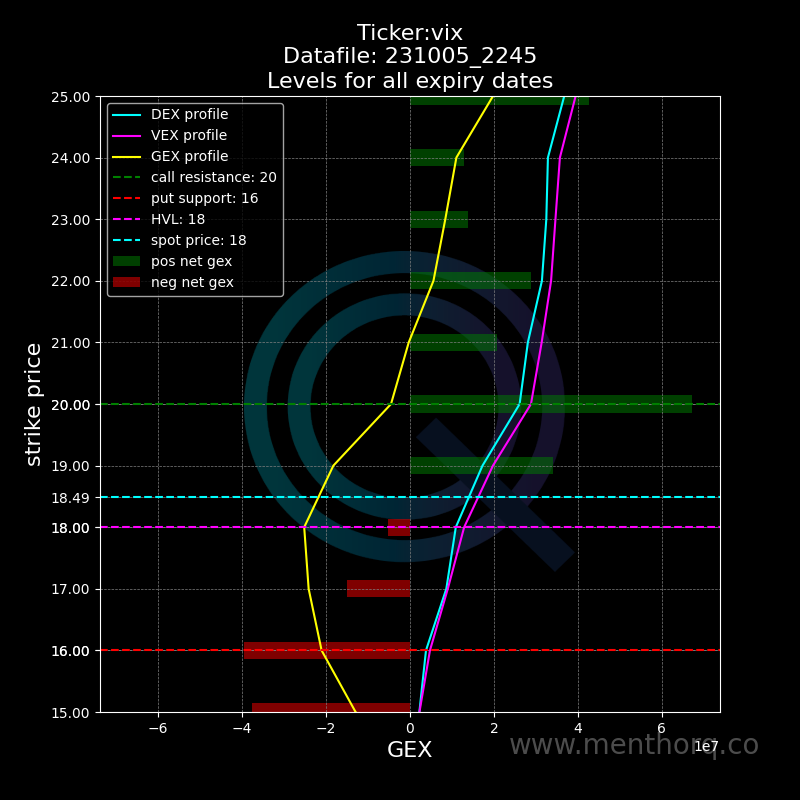 Ticker:vix
Datafile: 231005_2245
Levels for all expiry dates
DEX profile
VEX profile
GEX profile
call resistance: 20
put support: 16
HVL: 18
spot price: 18
pos net gex
neg net gex
strike price
25.00
24.00
23.00
22.00
21.00
20.00
19.00
18.49
18.00
17.00
16.00
15.00
−6 −4 −2 0 2 4 6
1e7
GEX
www.menthorq.co